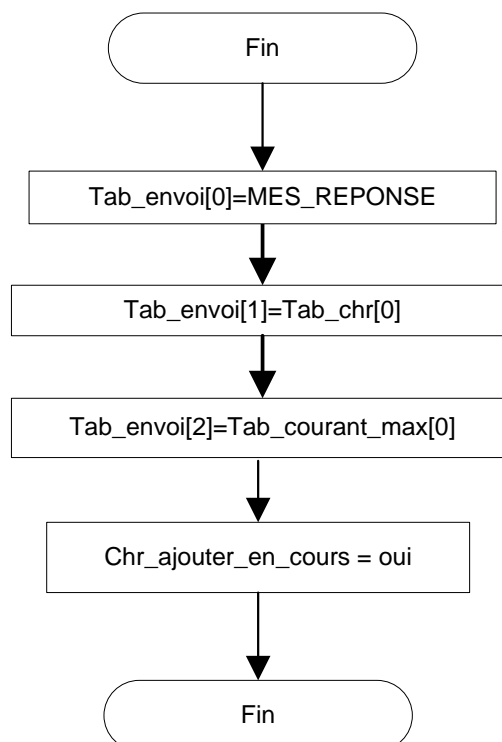 Fin
Tab_envoi[0]=MES_REPONSE
Tab_envoi[1]=Tab_chr[0]
Tab_envoi[2]=Tab_courant_max[0]
Chr_ajouter_en_cours = oui
Fin